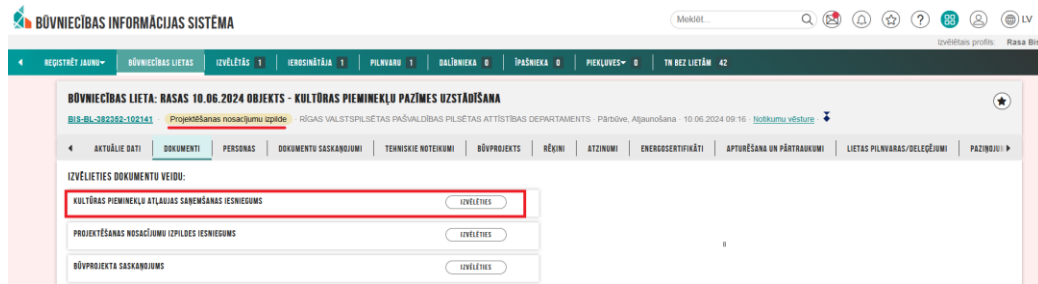 BŪVNIECĪBAS INFORMĀCIJAS SISTĒMA
Meklēt...
LV
Izvēlētais profils: Rasa Bis
REĢISTRĒT JAUNU BŪVNIECĪBAS LIETAS IZVĒLĒTĀS 1 IEROSINĀTĀJA 1 PILNVARU 1 DALĪBNIEKA 0 ĪPAŠNIEKA 0 PIEKĻUVES 0 TN BEZ LIETĀM 42
BŪVNIECĪBAS LIETA: RASAS 10.06.2024 OBJEKTS - KULTŪRAS PIEMINEKĻU PAZĪMES UZSTĀDĪŠANA
BIS-BL-382352-102141 · Projektēšanas nosacījumu izpilde · RĪGAS VALSTSPILSĒTAS PAŠVALDĪBAS PILSĒTAS ATTĪSTĪBAS DEPARTAMENTS · Pārbūve, Atjaunošana · 10.06.2024 09:16 · Notikumu vēsture
AKTUĀLIE DATI DOKUMENTI PERSONAS DOKUMENTU SASKAŅOJUMI TEHNISKIE NOTEIKUMI BŪVPROJEKTS RĒĶINI ATZINUMI ENERGOSERTIFIKĀTI APTURĒŠANA UN PĀRTRAUKUMI LIETAS PILNVARAS/DELEĢĒJUMI PAZIŅOJUM
IZVĒLIETIES DOKUMENTU VEIDU:
KULTŪRAS PIEMINEKĻU ATĻAUJAS SAŅEMŠANAS IESNIEGUMS IZVĒLĒTIES
PROJEKTĒŠANAS NOSACĪJUMU IZPILDES IESNIEGUMS IZVĒLĒTIES
BŪVPROJEKTA SASKAŅOJUMS IZVĒLĒTIES